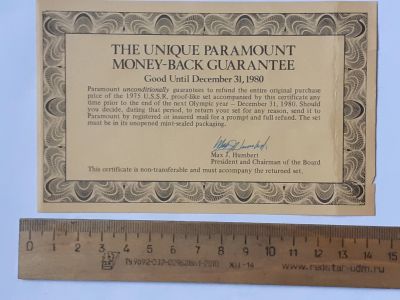 THE UNIQUE PARAMOUNT
MONEY-BACK GUARANTEE
Good Until December 31, 1980
Paramount unconditionally guarantees to refund the entire original purchase
price of the 1975 U.S.S.R. proof-like set accompanied by this certificate any
time prior to the end of the next Olympic year — December 31, 1980. Should
you decide, during that period, to return your set for any reason, send it to
Paramount by registered or insured mail for a prompt and full refund. The set
must be in its unopened mint-sealed packaging.
Max J. Humbert
President and Chairman of the Board
This certificate is non-transferable and must accompany the returned set.
0 1 2 3 4 5 6 7 8 9 10 11 12 13 14 15
www.redstar-udm.ru